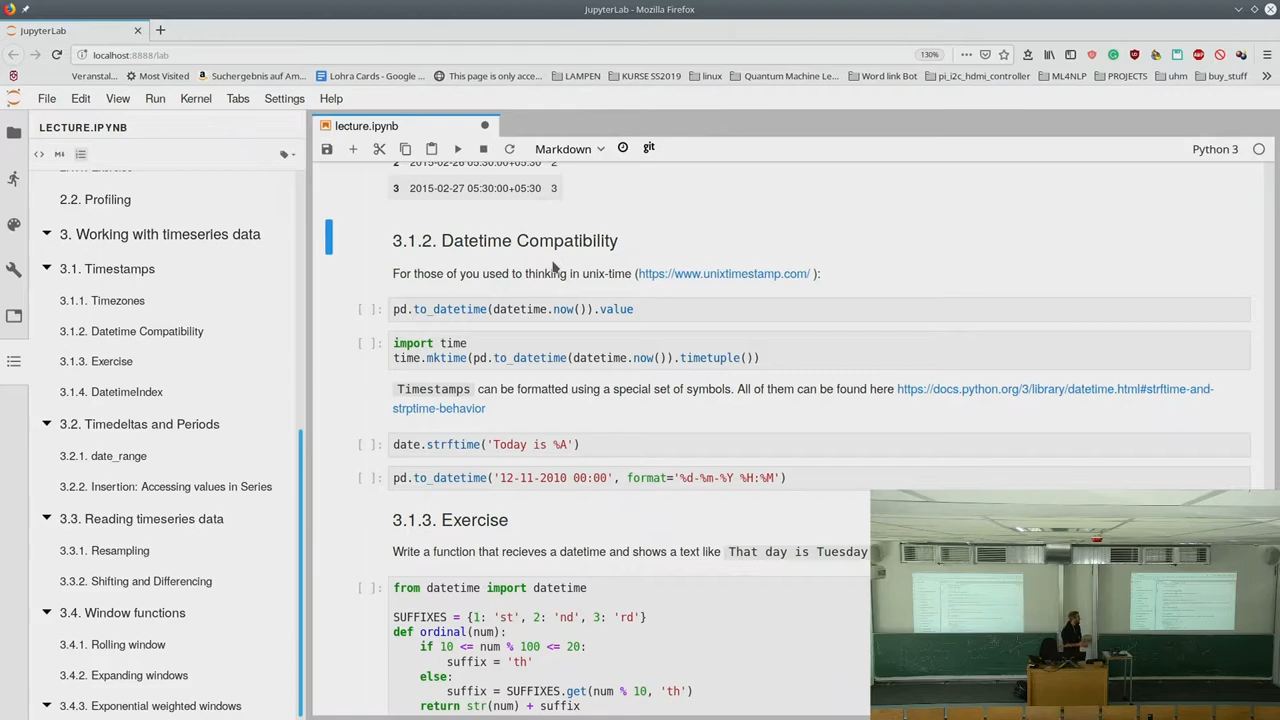 JupyterLab - Mozilla Firefox
JupyterLab
localhost:8888/lab
130%
Veranstal...
Most Visited
Suchergebnis auf Am...
Lohra Cards - Google ...
This page is only acce...
LAMPEN
KURSE SS2019
linux
Quantum Machine Le...
Word link Bot
pi_i2c_hdmi_controller
ML4NLP
PROJECTS
uhm
buy_stuff
File
Edit
View
Run
Kernel
Tabs
Settings
Help
LECTURE.IPYNB
2.2. Profiling
3. Working with timeseries data
3.1. Timestamps
3.1.1. Timezones
3.1.2. Datetime Compatibility
3.1.3. Exercise
3.1.4. DatetimeIndex
3.2. Timedeltas and Periods
3.2.1. date_range
3.2.2. Insertion: Accessing values in Series
3.3. Reading timeseries data
3.3.1. Resampling
3.3.2. Shifting and Differencing
3.4. Window functions
3.4.1. Rolling window
3.4.2. Expanding windows
3.4.3. Exponential weighted windows
lecture.ipynb
Markdown
git
Python 3
2 2015-02-26 05:30:00+05:30 2
3 2015-02-27 05:30:00+05:30 3
3.1.2. Datetime Compatibility
For those of you used to thinking in unix-time (https://www.unixtimestamp.com/ ):
[ ]: pd.to_datetime(datetime.now()).value
[ ]: import time
time.mktime(pd.to_datetime(datetime.now()).timetuple())
Timestamps can be formatted using a special set of symbols. All of them can be found here https://docs.python.org/3/library/datetime.html#strftime-and-
strptime-behavior
[ ]: date.strftime('Today is %A')
[ ]: pd.to_datetime('12-11-2010 00:00', format='%d-%m-%Y %H:%M')
3.1.3. Exercise
Write a function that recieves a datetime and shows a text like That day is Tuesday
[ ]: from datetime import datetime
SUFFIXES = {1: 'st', 2: 'nd', 3: 'rd'}
def ordinal(num):
if 10 <= num % 100 <= 20:
suffix = 'th'
else:
suffix = SUFFIXES.get(num % 10, 'th')
return str(num) + suffix